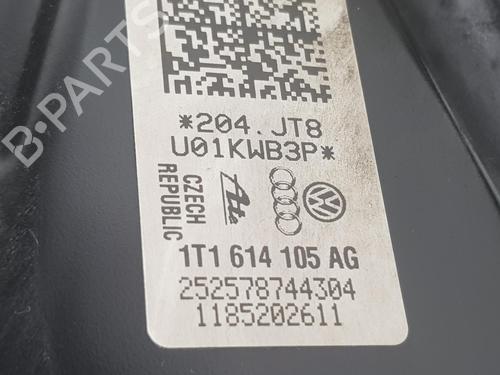 *204.JT8
U01KWB3P*
CZECH
REPUBLIC
Ate
1T1 614 105 AG
252578744304
1185202611
B-PARTS